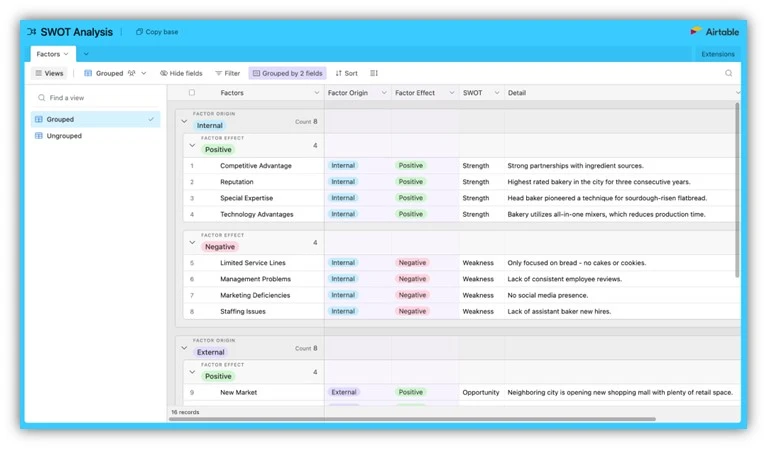 SWOT Analysis Copy base Airtable
Factors Extensions
Views Grouped Hide fields Filter Grouped by 2 fields Sort
Find a view
Grouped
Ungrouped
Factors Factor Origin Factor Effect SWOT Detail
FACTOR ORIGIN
Internal Count 8
FACTOR EFFECT
Positive 4
1 Competitive Advantage Internal Positive Strength Strong partnerships with ingredient sources.
2 Reputation Internal Positive Strength Highest rated bakery in the city for three consecutive years.
3 Special Expertise Internal Positive Strength Head baker pioneered a technique for sourdough-risen flatbread.
4 Technology Advantages Internal Positive Strength Bakery utilizes all-in-one mixers, which reduces production time.
FACTOR EFFECT
Negative 4
5 Limited Service Lines Internal Negative Weakness Only focused on bread – no cakes or cookies.
6 Management Problems Internal Negative Weakness Lack of consistent employee reviews.
7 Marketing Deficiencies Internal Negative Weakness No social media presence.
8 Staffing Issues Internal Negative Weakness Lack of assistant baker new hires.
FACTOR ORIGIN
External Count 8
FACTOR EFFECT
Positive 4
9 New Market External Positive Opportunity Neighboring city is opening new shopping mall with plenty of retail space.
16 records